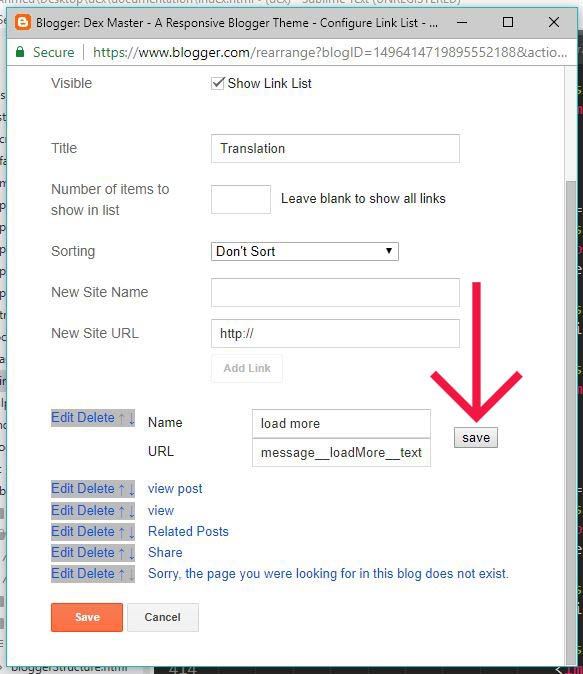 Blogger: Dex Master - A Responsive Blogger Theme - Configure Link List - ...
Secure | https://www.blogger.com/rearrange?blogID=1496414719895552188&actio...
Visible
Show Link List
Title
Translation
Number of items to
show in list
Leave blank to show all links
Sorting
Don't Sort
New Site Name
New Site URL
http://
Add Link
Edit Delete ↑ ↓
Name
load more
save
URL
message__loadMore__text
Edit Delete ↑ ↓ view post
Edit Delete ↑ ↓ view
Edit Delete ↑ ↓ Related Posts
Edit Delete ↑ ↓ Share
Edit Delete ↑ ↓ Sorry, the page you were looking for in this blog does not exist.
Save
Cancel
bloggerStructure.html
414